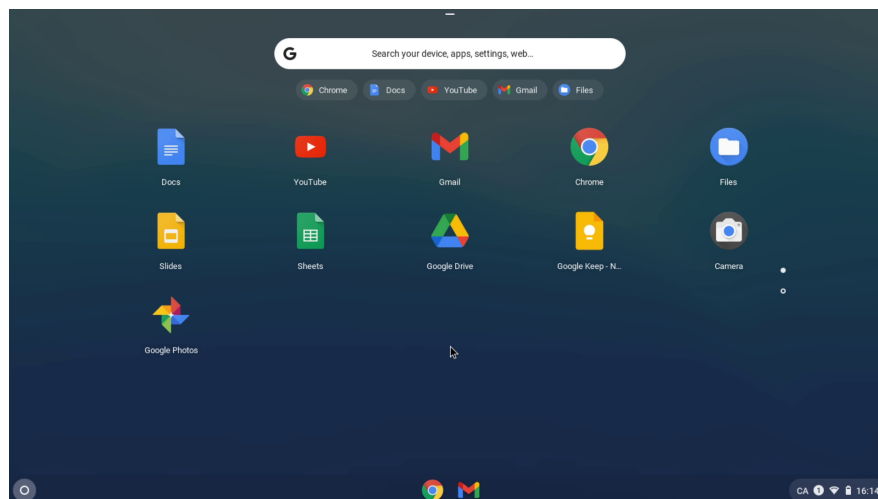 G Search your device, apps, settings, web...
Chrome Docs YouTube Gmail Files
Docs YouTube Gmail Chrome Files
Slides Sheets Google Drive Google Keep - N... Camera
Google Photos
CA 1 16:14